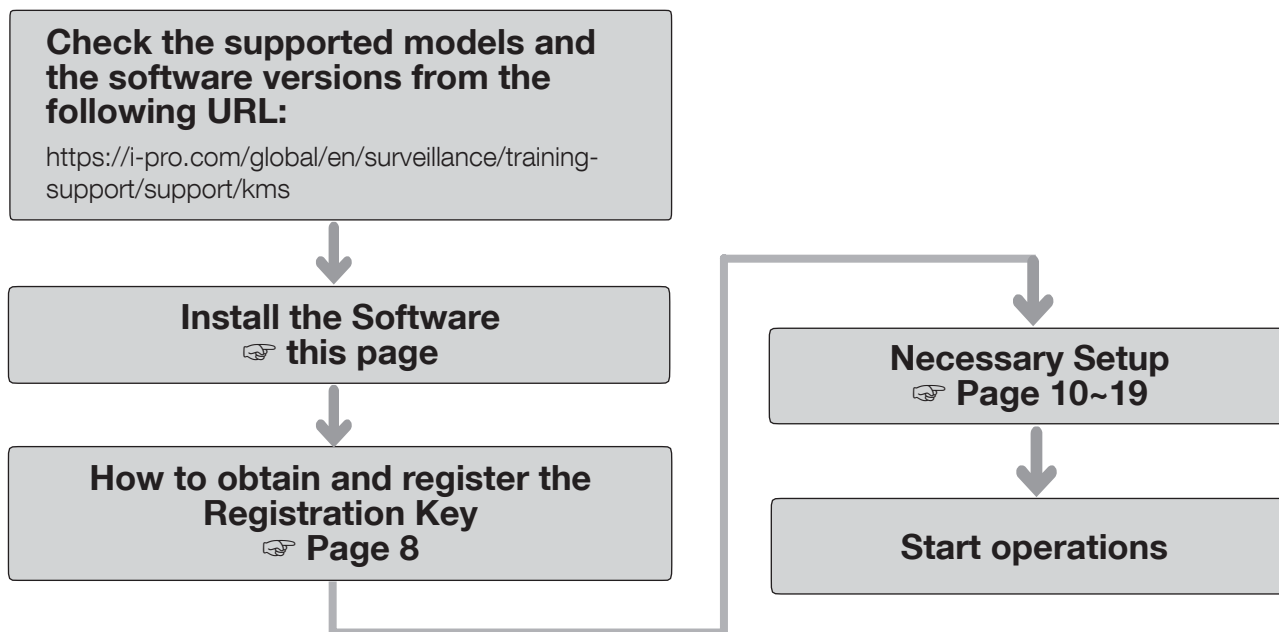 Check the supported models and
the software versions from the
following URL:
https://i-pro.com/global/en/surveillance/training-
support/support/kms
Install the Software
☞ this page
How to obtain and register the
Registration Key
☞ Page 8
Necessary Setup
☞ Page 10~19
Start operations